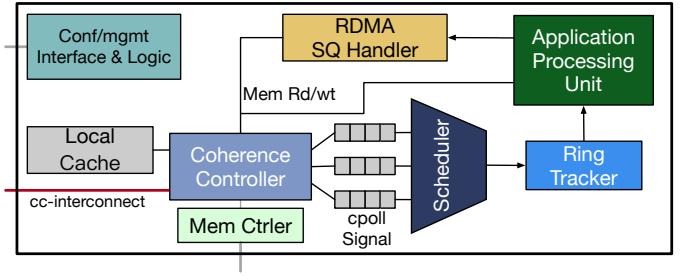 Conf/mgmt
Interface & Logic
RDMA
SQ Handler
Application
Processing
Unit
Mem Rd/wt
Local
Cache
Coherence
Controller
Scheduler
Ring
Tracker
cc-interconnect
Mem Ctrler
cpoll
Signal